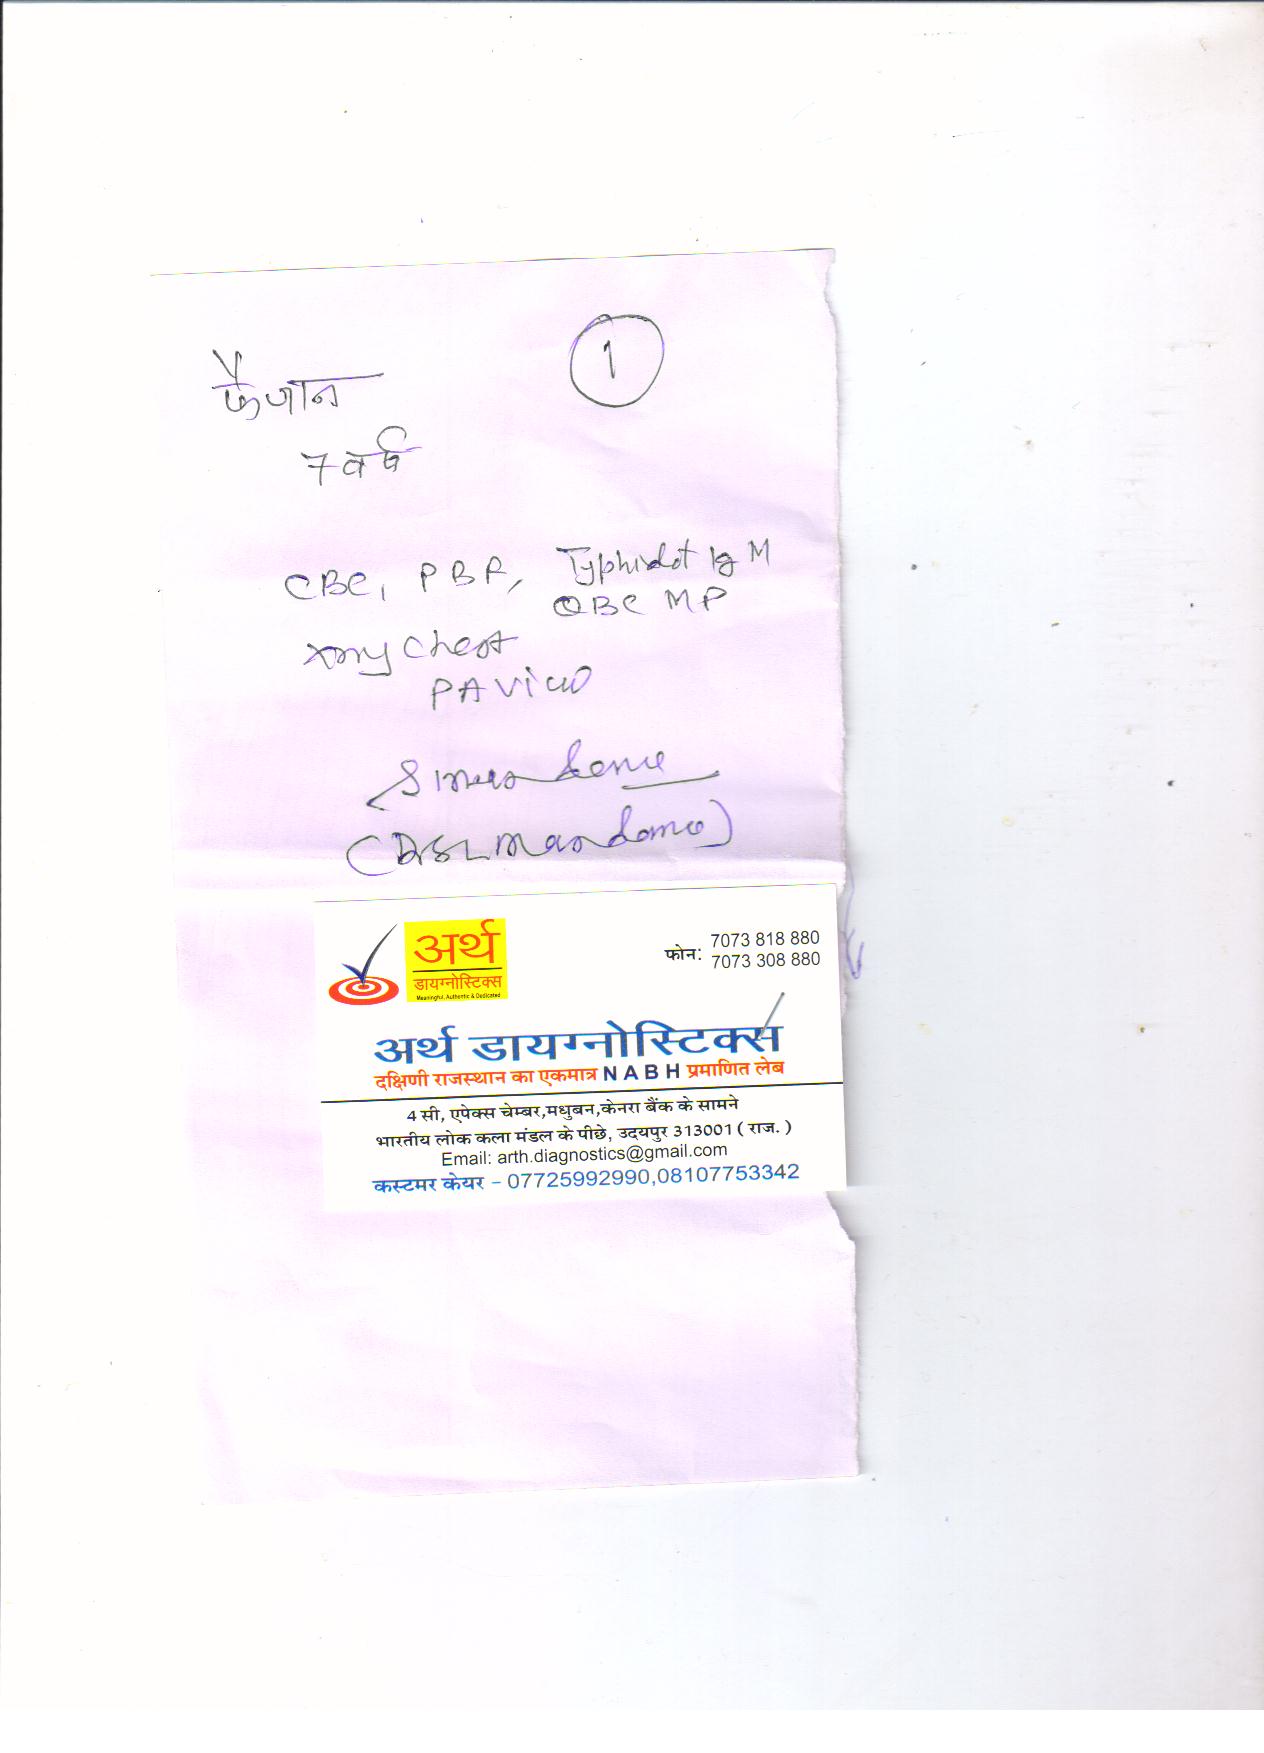 1
फैजान
7 वर्ष
CBC, PBF, Typhidot IgM
QBC MP
Xray Chest
PA View
अर्थ
डायग्नोस्टिक्स
Meaningful, Authentic & Dedicated
फोन: 7073 818 880
7073 308 880
अर्थ डायग्नोस्टिक्स
दक्षिणी राजस्थान का एकमात्र N A B H प्रमाणित लेब
4 सी, एपेक्स चेम्बर,मधुबन,केनरा बैंक के सामने
भारतीय लोक कला मंडल के पीछे, उदयपुर 313001 ( राज. )
Email: arth.diagnostics@gmail.com
कस्टमर केयर – 07725992990,08107753342